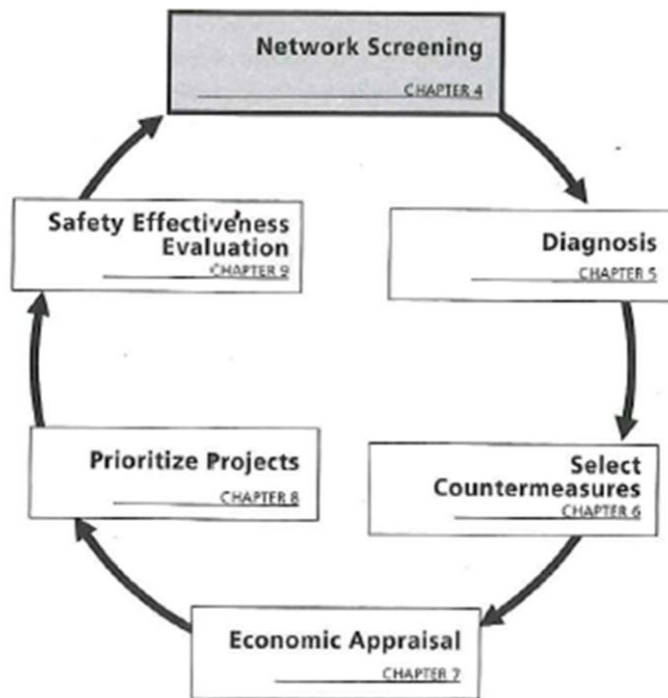 Network Screening
CHAPTER 4
Diagnosis
CHAPTER 5
Select
Countermeasures
CHAPTER 6
Economic Appraisal
CHAPTER 7
Prioritize Projects
CHAPTER 8
Safety Effectiveness
Evaluation
CHAPTER 9